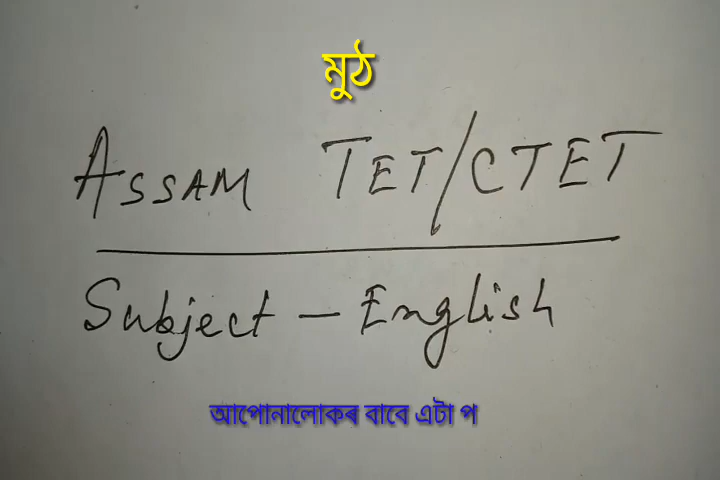 মুঠ
ASSAM TET/CTET
Subject - English
আপোনালোকৰ বাবে এটা প